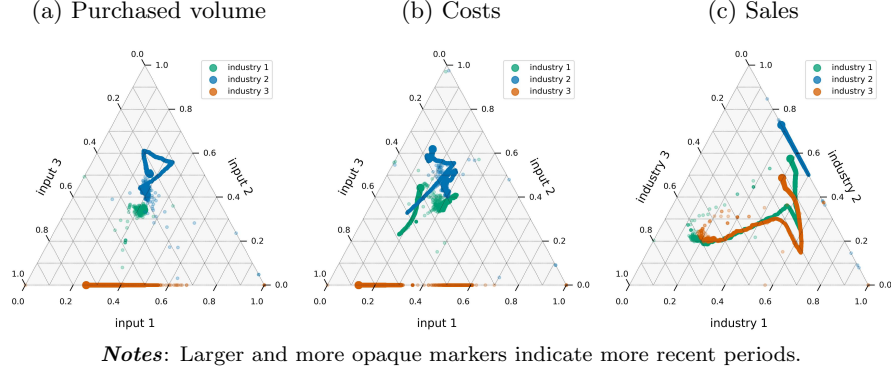 (a) Purchased volume
(b) Costs
(c) Sales
0.0
1.0
industry 1
industry 2
industry 3
0.2
0.8
0.4
0.6
input 3
input 2
0.6
0.4
0.8
0.2
1.0
0.0
0.0
0.2
0.4
0.6
0.8
1.0
input 1
0.0
1.0
industry 1
industry 2
industry 3
0.2
0.8
0.4
0.6
input 3
input 2
0.6
0.4
0.8
0.2
1.0
0.0
0.0
0.2
0.4
0.6
0.8
1.0
input 1
0.0
1.0
industry 1
industry 2
industry 3
0.2
0.8
0.4
0.6
industry 3
industry 2
0.6
0.4
0.8
0.2
1.0
0.0
0.0
0.2
0.4
0.6
0.8
1.0
industry 1
Notes: Larger and more opaque markers indicate more recent periods.